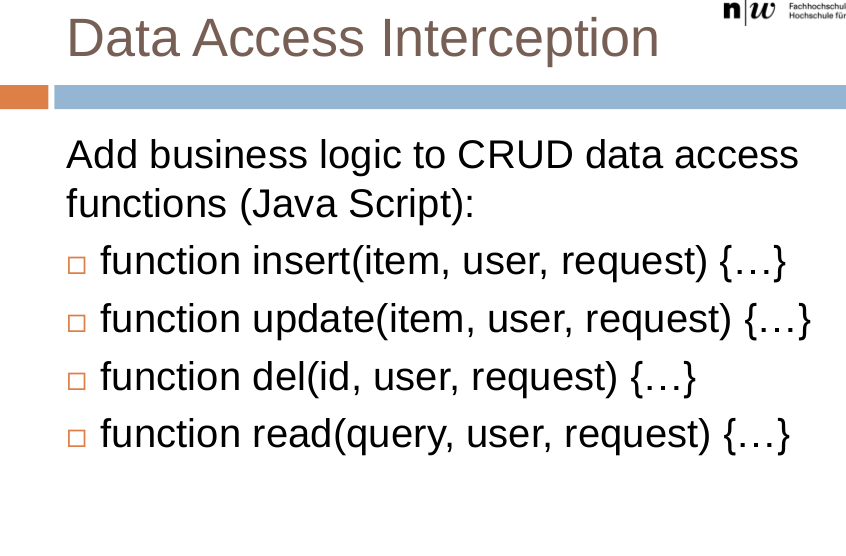 Data Access Interception
n|w
Fachhochschul
Hochschule für
Add business logic to CRUD data access
functions (Java Script):
function insert(item, user, request) {…}
function update(item, user, request) {…}
function del(id, user, request) {…}
function read(query, user, request) {…}